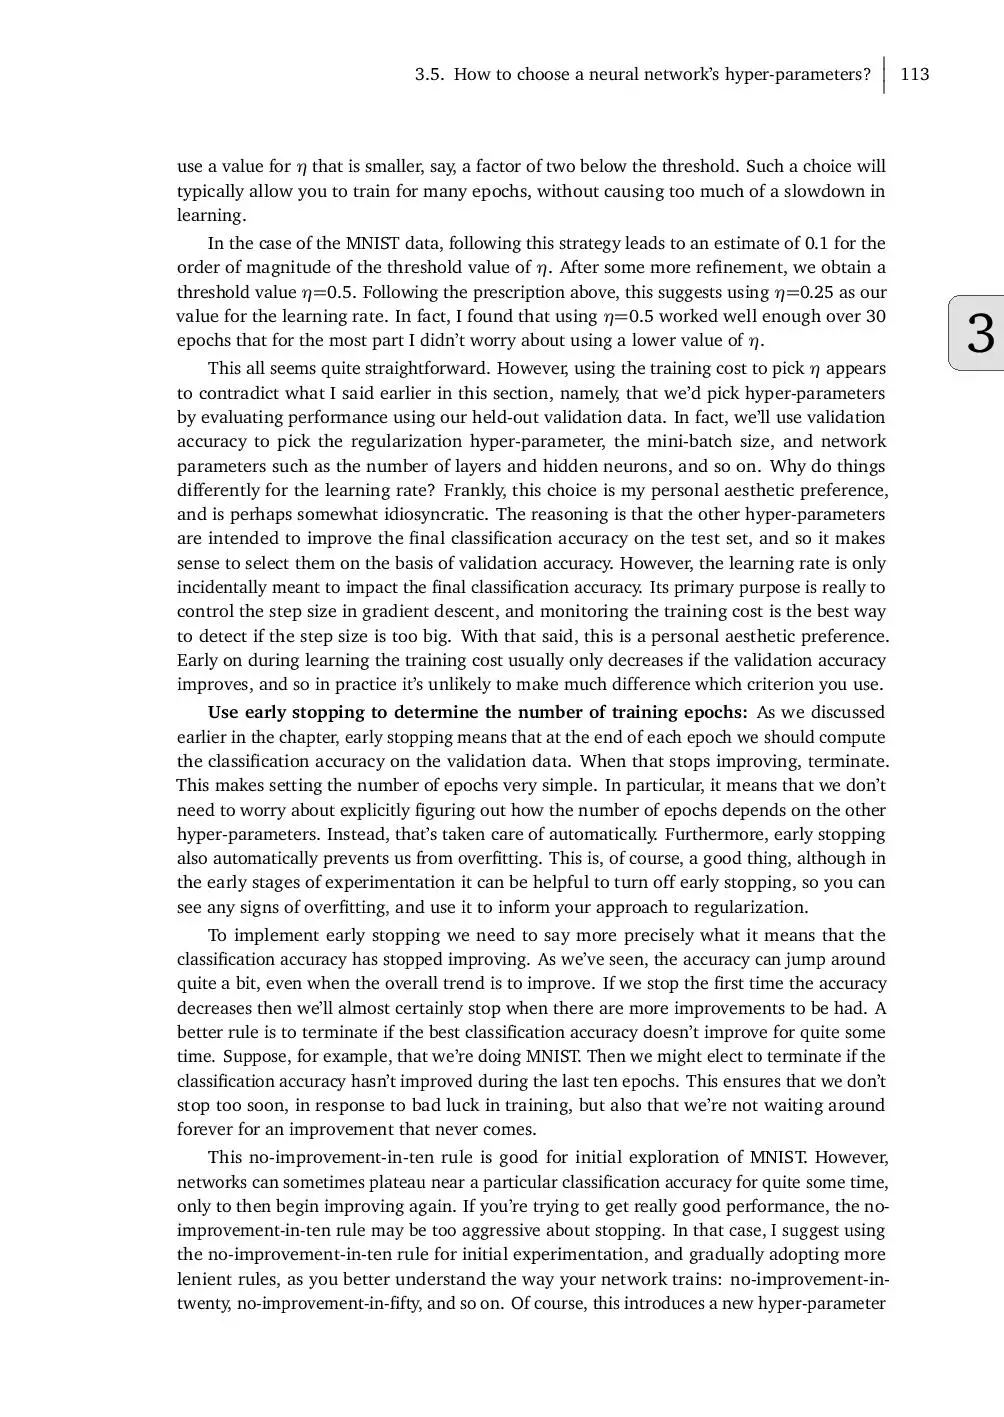 3.5. How to choose a neural network's hyper-parameters? 113
use a value for η that is smaller, say, a factor of two below the threshold. Such a choice will
typically allow you to train for many epochs, without causing too much of a slowdown in
learning.
In the case of the MNIST data, following this strategy leads to an estimate of 0.1 for the
order of magnitude of the threshold value of η. After some more refinement, we obtain a
threshold value η=0.5. Following the prescription above, this suggests using η=0.25 as our
value for the learning rate. In fact, I found that using η=0.5 worked well enough over 30
epochs that for the most part I didn't worry about using a lower value of η.
3
This all seems quite straightforward. However, using the training cost to pick η appears
to contradict what I said earlier in this section, namely, that we'd pick hyper-parameters
by evaluating performance using our held-out validation data. In fact, we'll use validation
accuracy to pick the regularization hyper-parameter, the mini-batch size, and network
parameters such as the number of layers and hidden neurons, and so on. Why do things
differently for the learning rate? Frankly, this choice is my personal aesthetic preference,
and is perhaps somewhat idiosyncratic. The reasoning is that the other hyper-parameters
are intended to improve the final classification accuracy on the test set, and so it makes
sense to select them on the basis of validation accuracy. However, the learning rate is only
incidentally meant to impact the final classification accuracy. Its primary purpose is really to
control the step size in gradient descent, and monitoring the training cost is the best way
to detect if the step size is too big. With that said, this is a personal aesthetic preference.
Early on during learning the training cost usually only decreases if the validation accuracy
improves, and so in practice it's unlikely to make much difference which criterion you use.
Use early stopping to determine the number of training epochs: As we discussed
earlier in the chapter, early stopping means that at the end of each epoch we should compute
the classification accuracy on the validation data. When that stops improving, terminate.
This makes setting the number of epochs very simple. In particular, it means that we don't
need to worry about explicitly figuring out how the number of epochs depends on the other
hyper-parameters. Instead, that's taken care of automatically. Furthermore, early stopping
also automatically prevents us from overfitting. This is, of course, a good thing, although in
the early stages of experimentation it can be helpful to turn off early stopping, so you can
see any signs of overfitting, and use it to inform your approach to regularization.
To implement early stopping we need to say more precisely what it means that the
classification accuracy has stopped improving. As we've seen, the accuracy can jump around
quite a bit, even when the overall trend is to improve. If we stop the first time the accuracy
decreases then we'll almost certainly stop when there are more improvements to be had. A
better rule is to terminate if the best classification accuracy doesn't improve for quite some
time. Suppose, for example, that we're doing MNIST. Then we might elect to terminate if the
classification accuracy hasn't improved during the last ten epochs. This ensures that we don't
stop too soon, in response to bad luck in training, but also that we're not waiting around
forever for an improvement that never comes.
This no-improvement-in-ten rule is good for initial exploration of MNIST. However,
networks can sometimes plateau near a particular classification accuracy for quite some time,
only to then begin improving again. If you're trying to get really good performance, the no-
improvement-in-ten rule may be too aggressive about stopping. In that case, I suggest using
the no-improvement-in-ten rule for initial experimentation, and gradually adopting more
lenient rules, as you better understand the way your network trains: no-improvement-in-
twenty, no-improvement-in-fifty, and so on. Of course, this introduces a new hyper-parameter